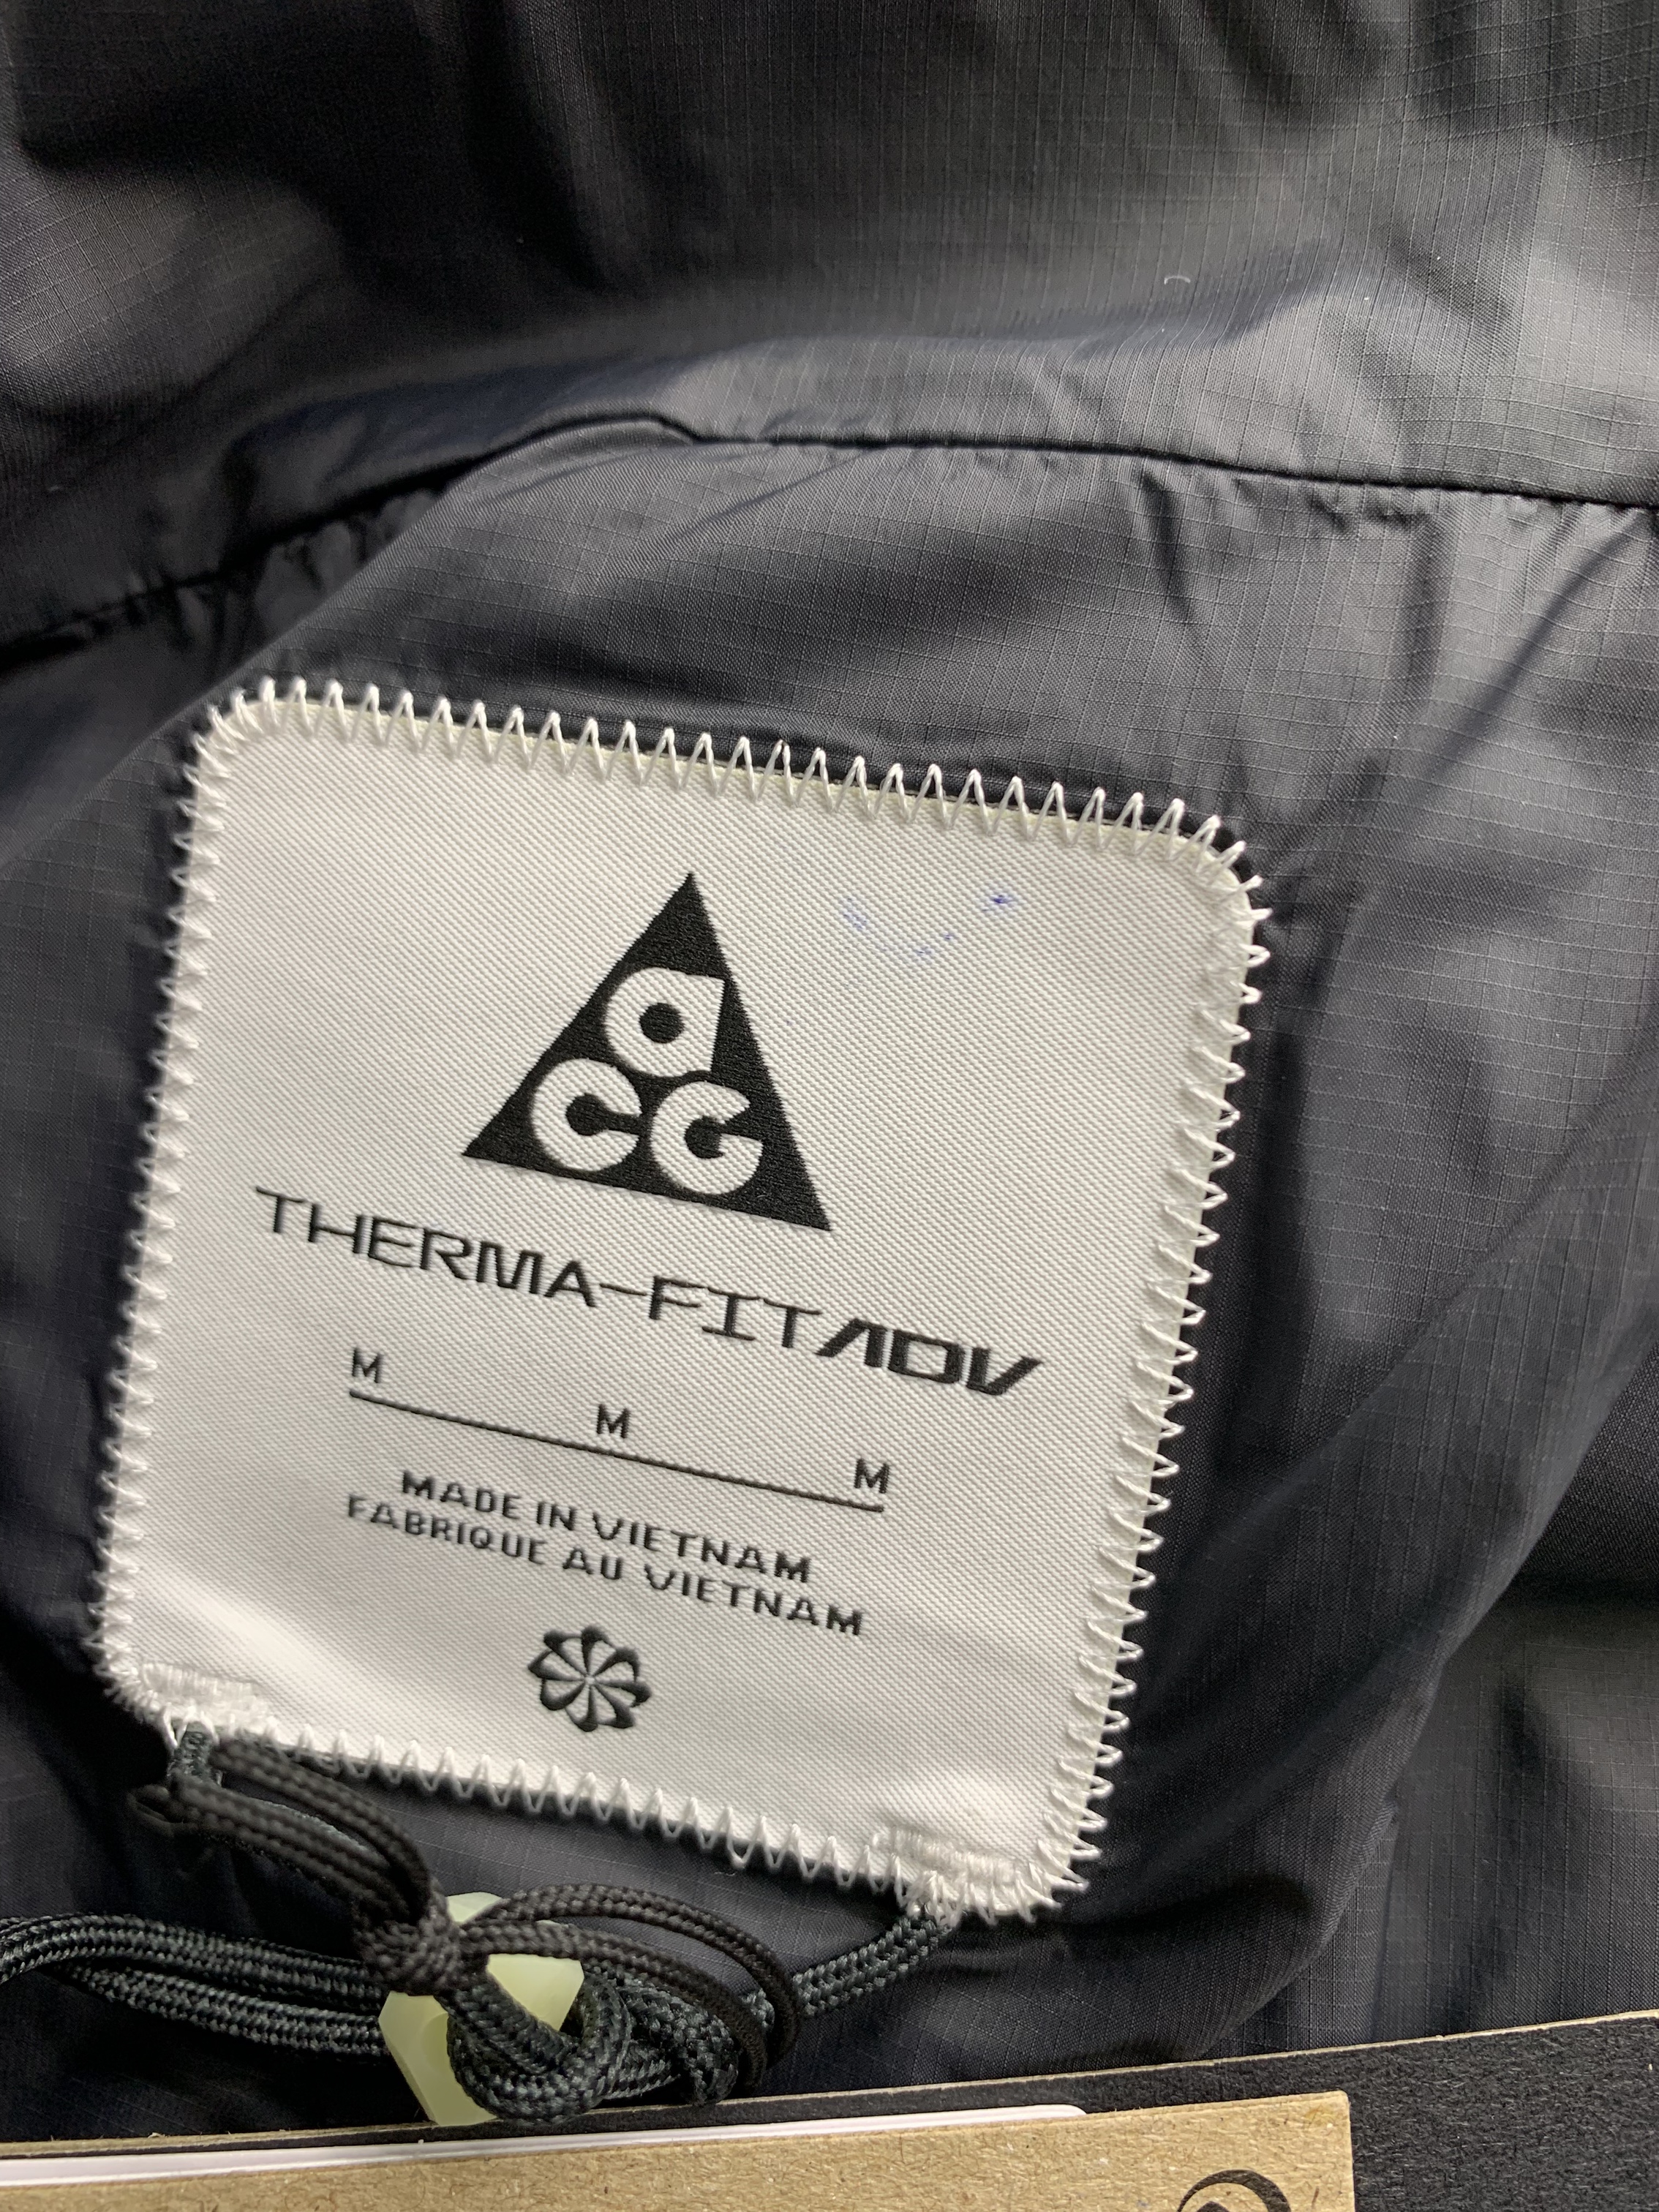 aCG
THERMA-FIT ADV
M M M
MADE IN VIETNAM
FABRIQUE AU VIETNAM